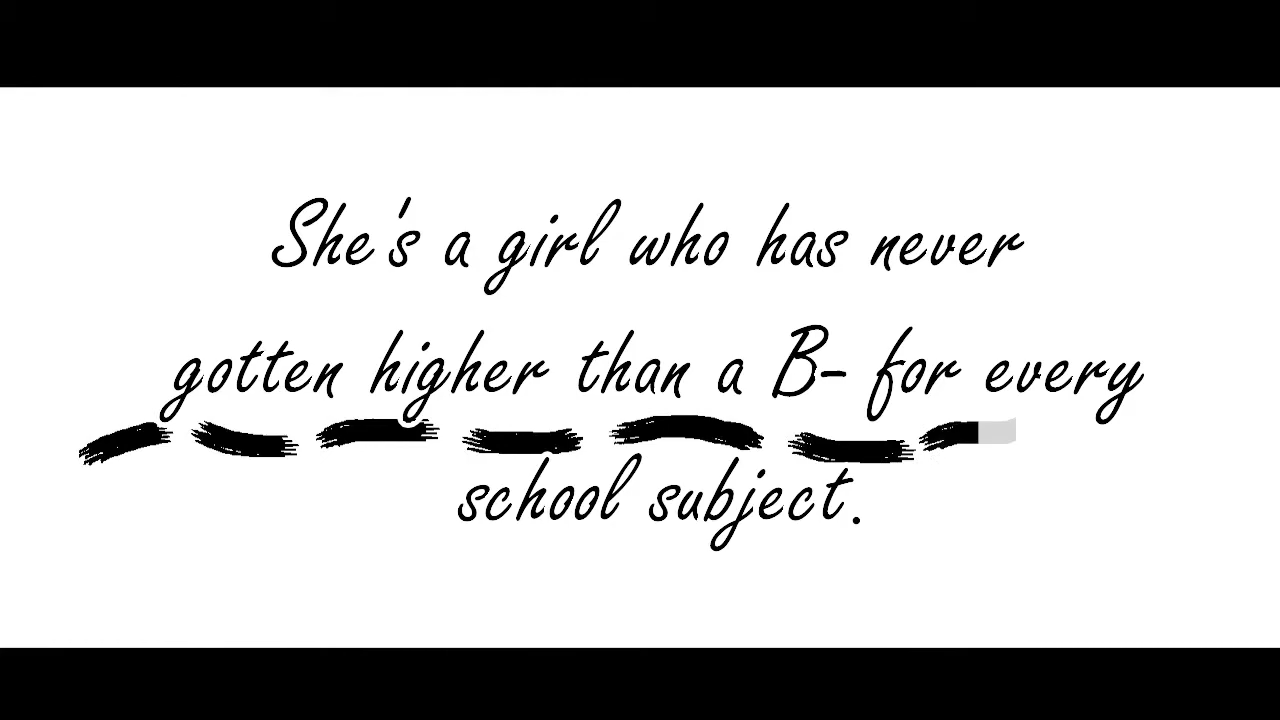 She's a girl who has never
gotten higher than a B- for every
school subject.